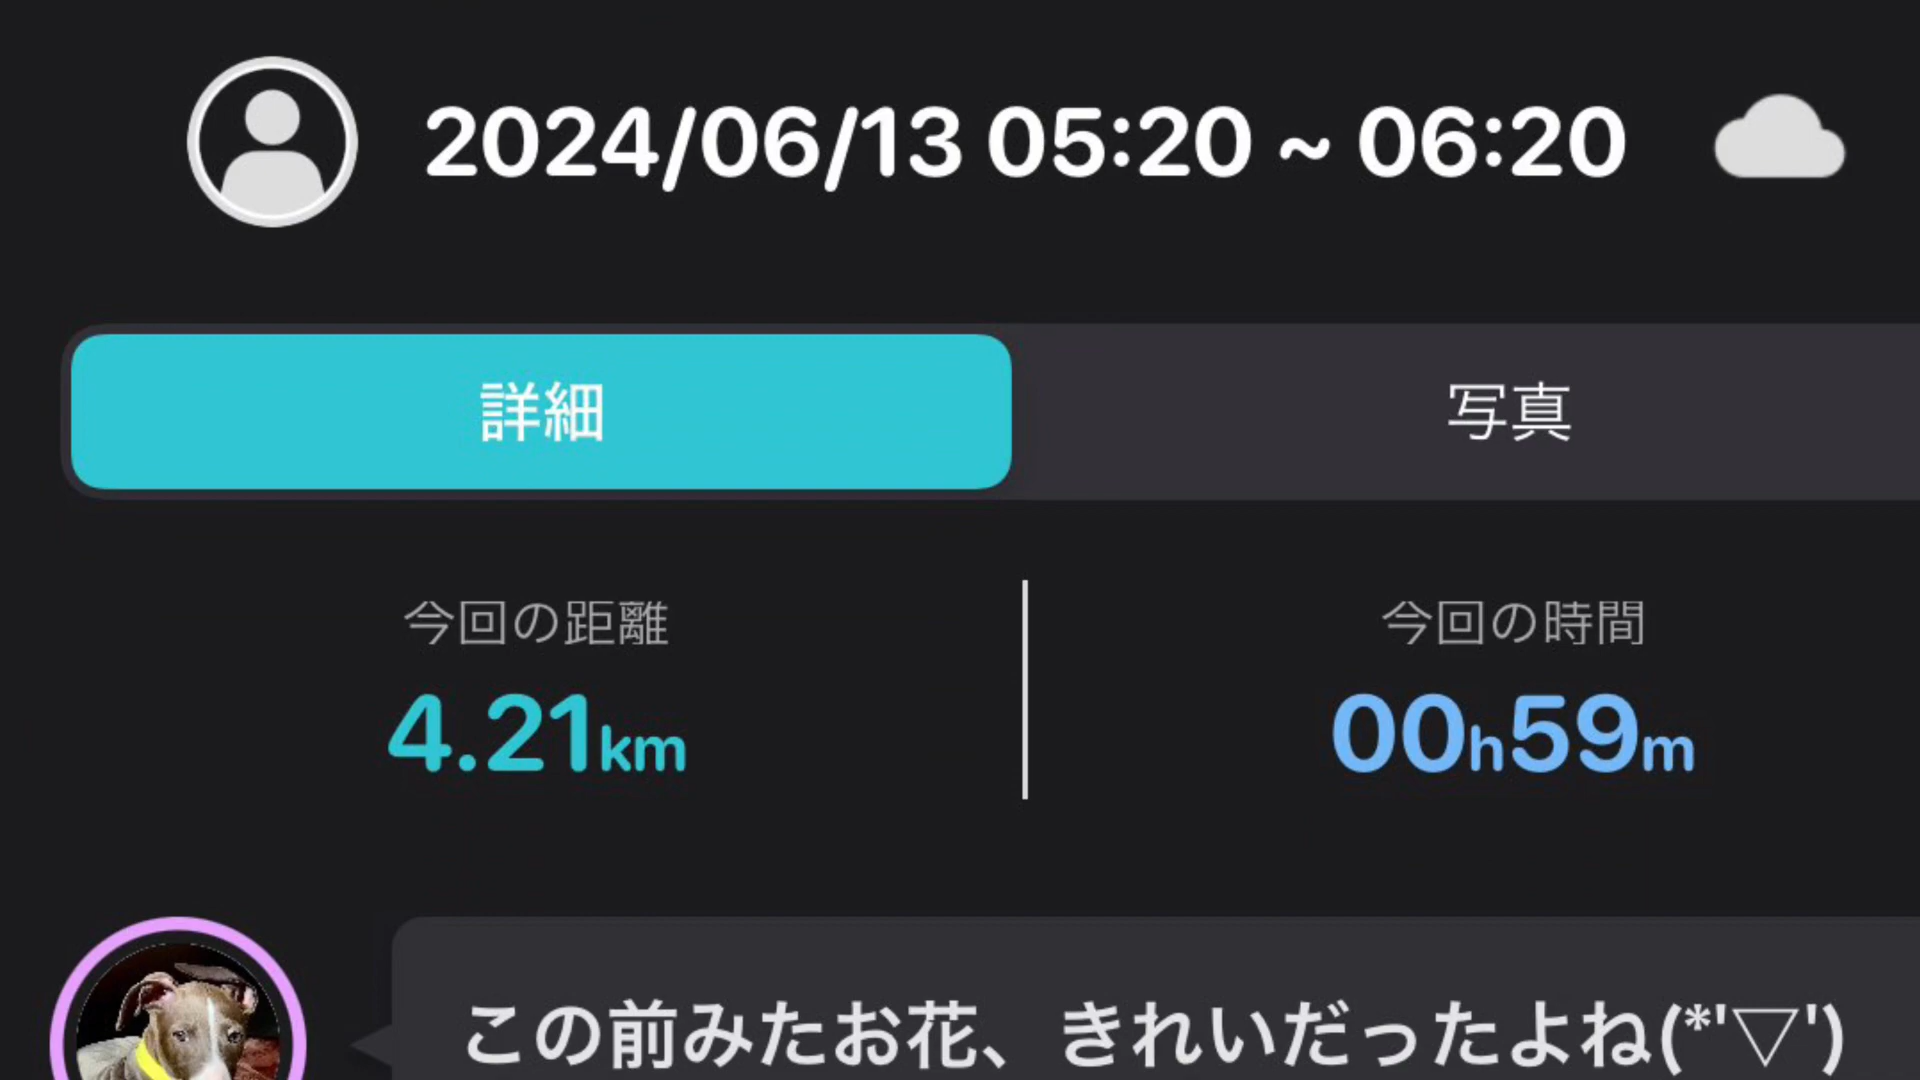 2024/06/13 05:20 ~ 06:20
詳細
写真
今回の距離
今回の時間
4.21km
00h59m
この前みたお花、きれいだったよね(*'▽')